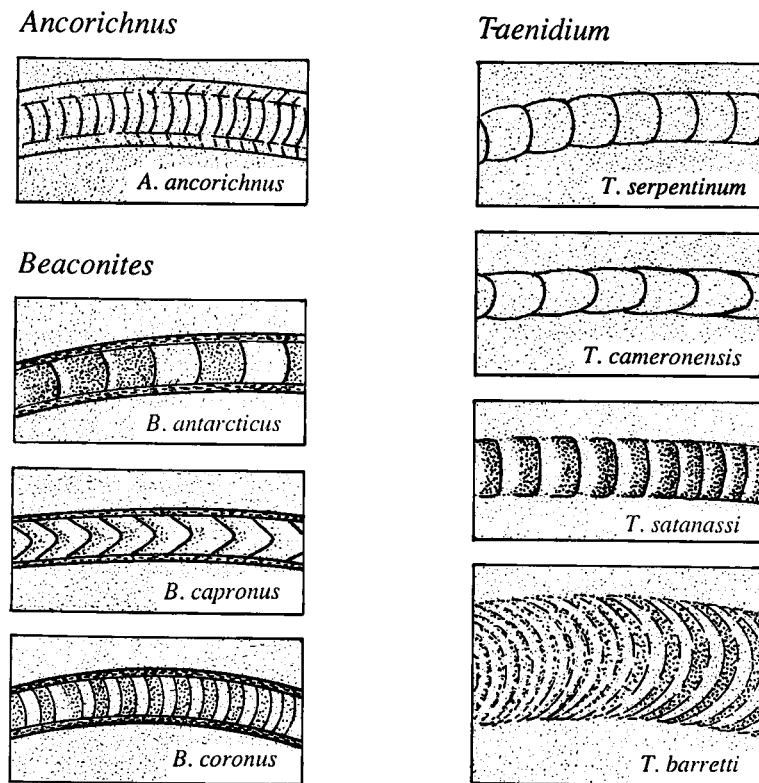 Ancorichnus
A. ancorichnus
Beaconites
B. antarcticus
B. capronus
B. coronus
Taenidium
T. serpentinum
T. cameronensis
T. satanassi
T. barretti